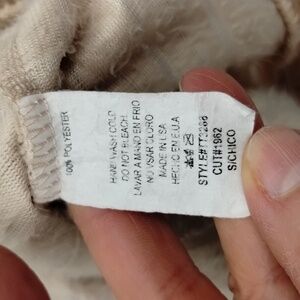 100% POLYESTER
HAND WASH COLD
DO NOT BLEACH.
LAVAR A MANO EN FRIO
NO USAR CLORO
MADE IN USA
HECHO EN E.U.A
CUT#1962
S/CHICO